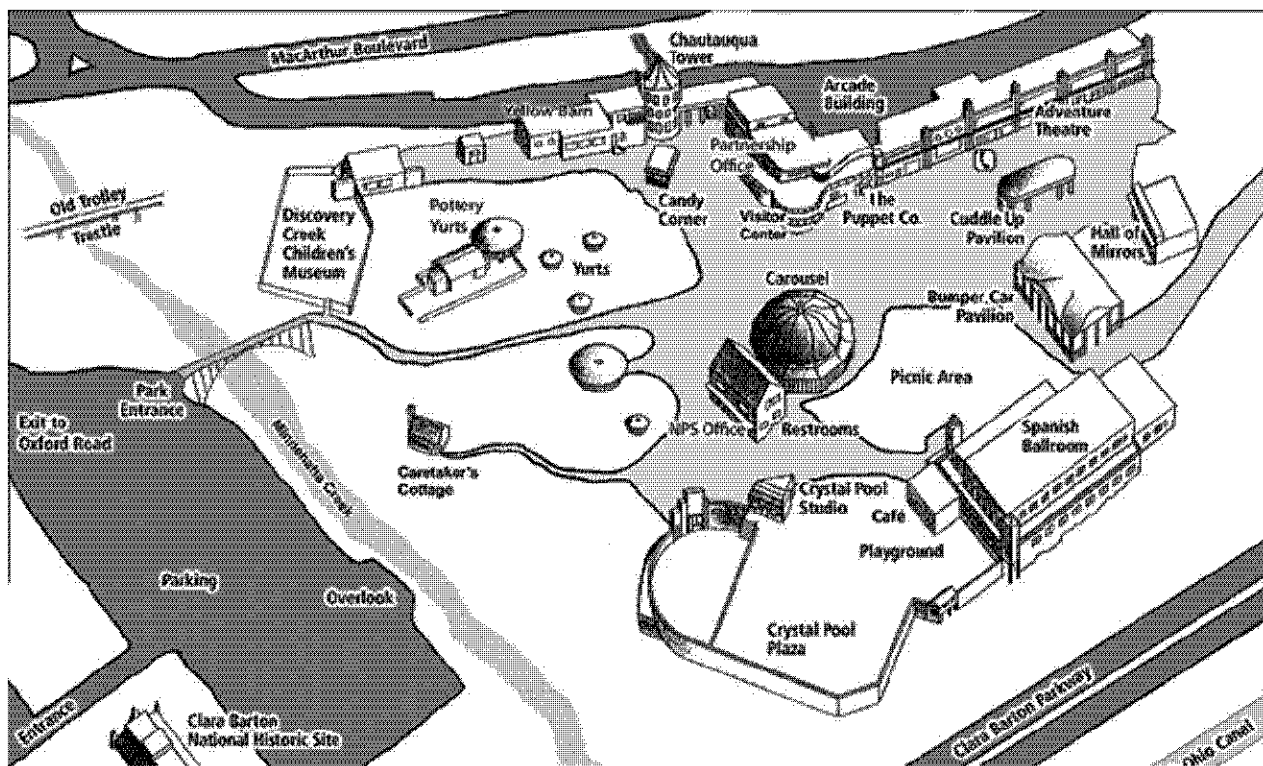 MacArthur Boulevard
Chautauqua
Tower
Arcade
Building
Yellow Barn
Adventure
Theatre
Partnership
Office
Old Trolley
Trestle
Discovery
Creek
Children's
Museum
Pottery
Yurts
Candy
Corner
Visitor
Center
The
Puppet Co.
Cuddle Up
Pavilion
Hall of
Mirrors
Yurts
Carousel
Bumper Car
Pavilion
Park
Entrance
Picnic Area
Exit to
Oxford Road
NPS Office
Restrooms
Spanish
Ballroom
Minnehaha Creek
Caretaker's
Cottage
Crystal Pool
Studio
Café
Playground
Parking
Overlook
Crystal Pool
Plaza
Entrance
Clara Barton
National Historic Site
Clara Barton Parkway
Ohio Canal